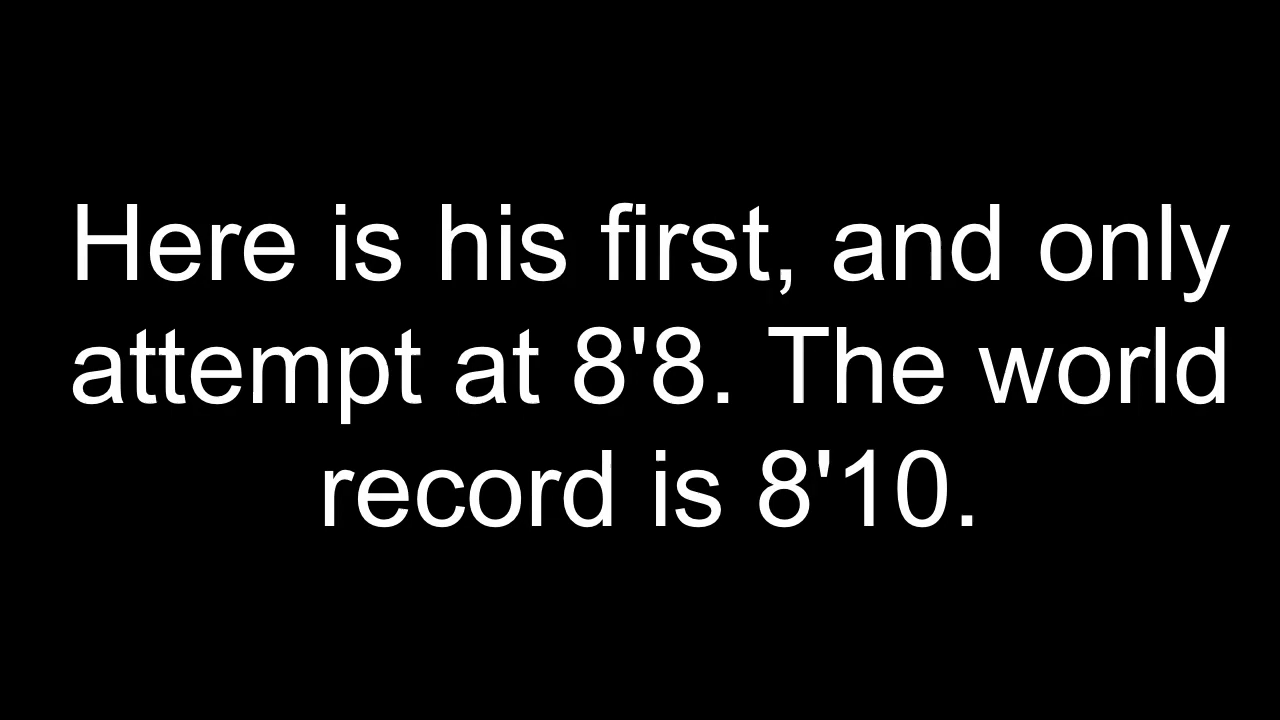 Here is his first, and only
attempt at 8'8. The world
record is 8'10.